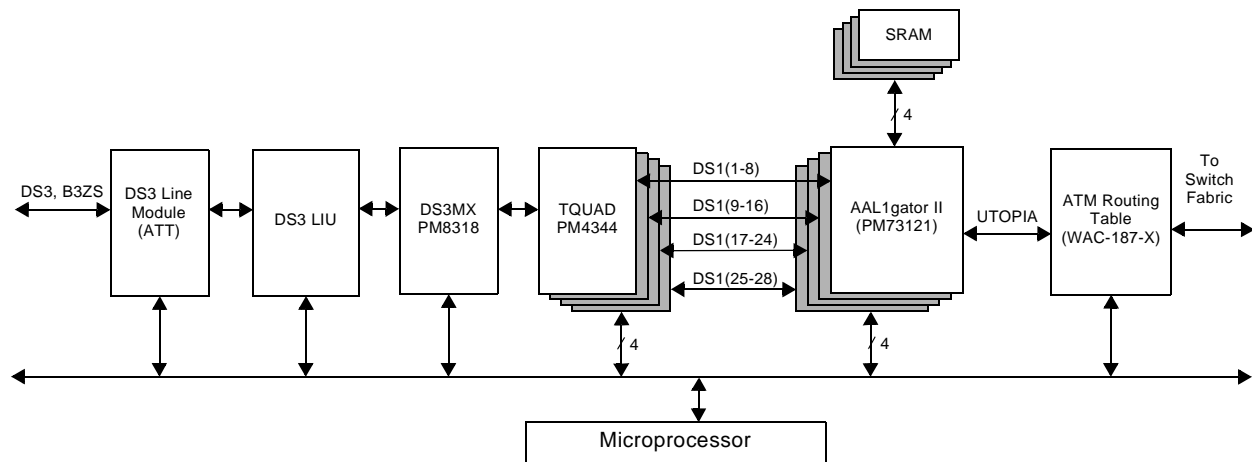 SRAM
4
DS3, B3ZS
DS3 Line
Module
(ATT)
DS3 LIU
DS3MX
PM8318
TQUAD
PM4344
DS1(1-8)
DS1(9-16)
DS1(17-24)
DS1(25-28)
AAL1gator II
(PM73121)
UTOPIA
ATM Routing
Table
(WAC-187-X)
To
Switch
Fabric
4
4
Microprocessor